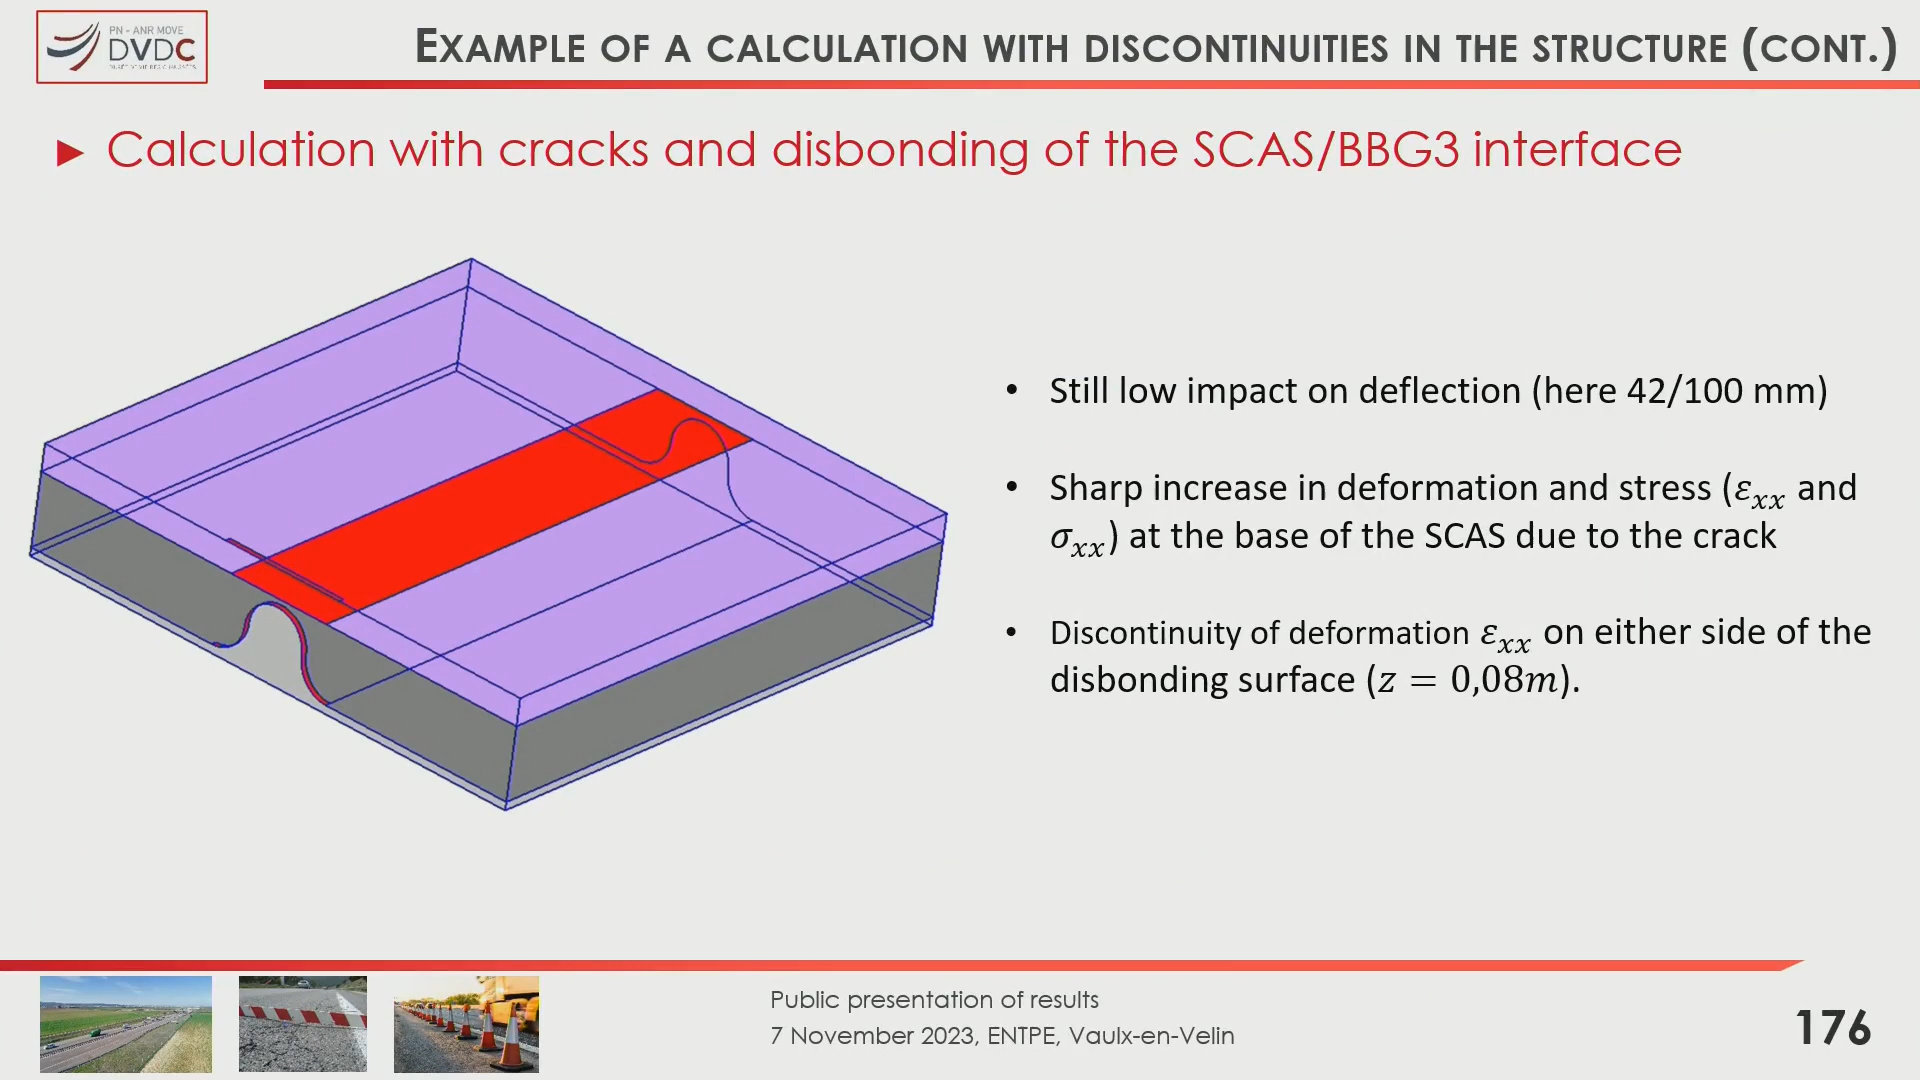 PN - ANR MOVE
DVDC
EXAMPLE OF A CALCULATION WITH DISCONTINUITIES IN THE STRUCTURE (CONT.)
► Calculation with cracks and disbonding of the SCAS/BBG3 interface
• Still low impact on deflection (here 42/100 mm)
• Sharp increase in deformation and stress (εxx and
σxx) at the base of the SCAS due to the crack
• Discontinuity of deformation εxx on either side of the
disbonding surface (z = 0,08m).
Public presentation of results
7 November 2023, ENTPE, Vaulx-en-Velin
176